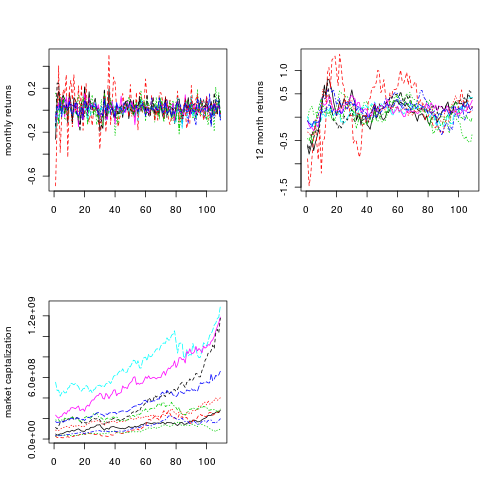 monthly returns
0.2
-0.2
-0.6
0 20 40 60 80 100
12 month returns
1.0
0.5
-0.5
-1.5
0 20 40 60 80 100
market captalization
1.2e+09
6.0e+08
0.0e+00
0 20 40 60 80 100